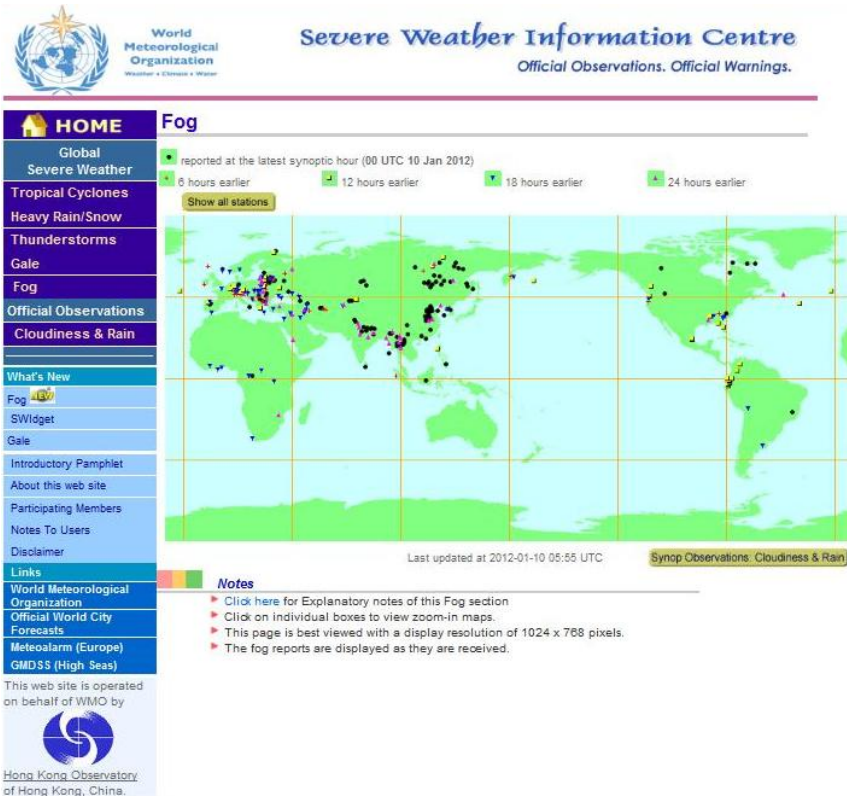 World
Meteorological
Organization
Weather • Climate • Water
Severe Weather Information Centre
Official Observations. Official Warnings.
HOME
Global
Severe Weather
Tropical Cyclones
Heavy Rain/Snow
Thunderstorms
Gale
Fog
Official Observations
Cloudiness & Rain
What's New
Fog
SWIdget
Gale
Introductory Pamphlet
About this web site
Participating Members
Notes To Users
Disclaimer
Links
World Meteorological
Organization
Official World City
Forecasts
Meteoalarm (Europe)
GMDSS (High Seas)
This web site is operated
on behalf of WMO by
Hong Kong Observatory
of Hong Kong, China.
Fog
reported at the latest synoptic hour (00 UTC 10 Jan 2012)
6 hours earlier 12 hours earlier 18 hours earlier 24 hours earlier
Show all stations
Last updated at 2012-01-10 05:55 UTC
Synop Observations: Cloudiness & Rain
Notes
Click here for Explanatory notes of this Fog section
Click on individual boxes to view zoom-in maps.
This page is best viewed with a display resolution of 1024 x 768 pixels.
The fog reports are displayed as they are received.